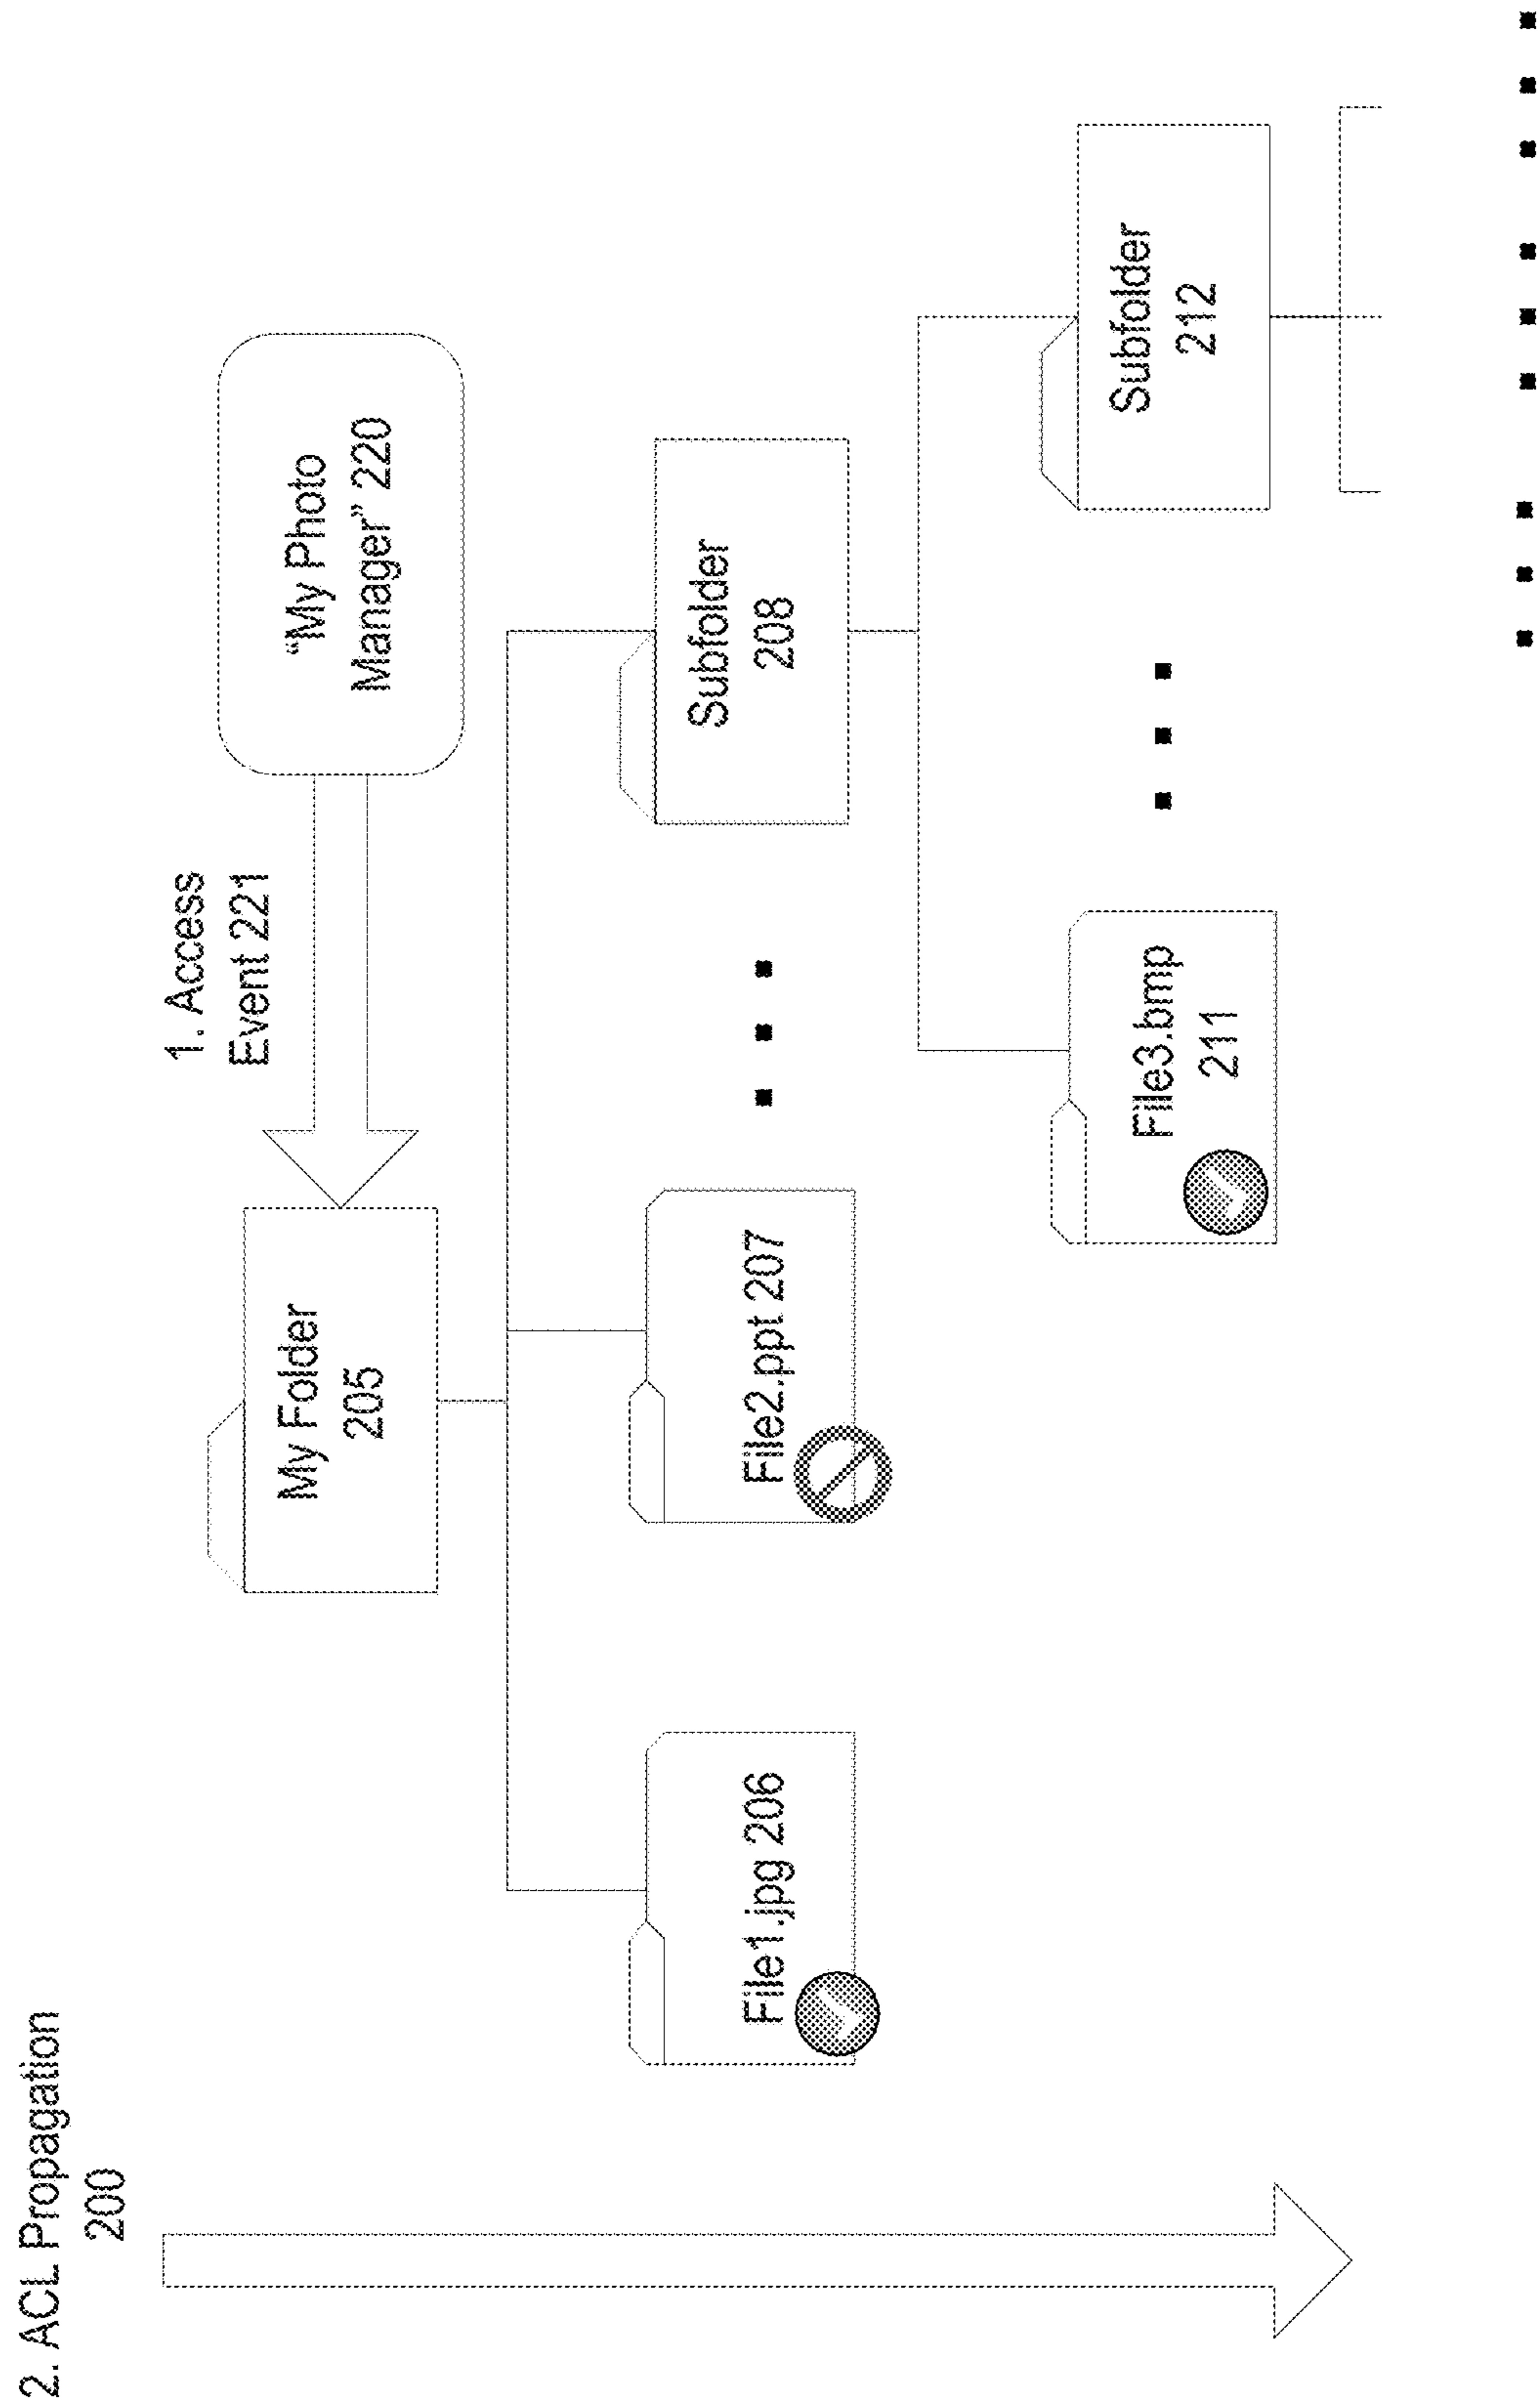 2. ACL Propagation
200
1. Access
Event 221
My Folder
205
“My Photo
Manager” 220
File1.jpg 206
File2.ppt 207
Subfolder
208
File3.bmp
211
Subfolder
212